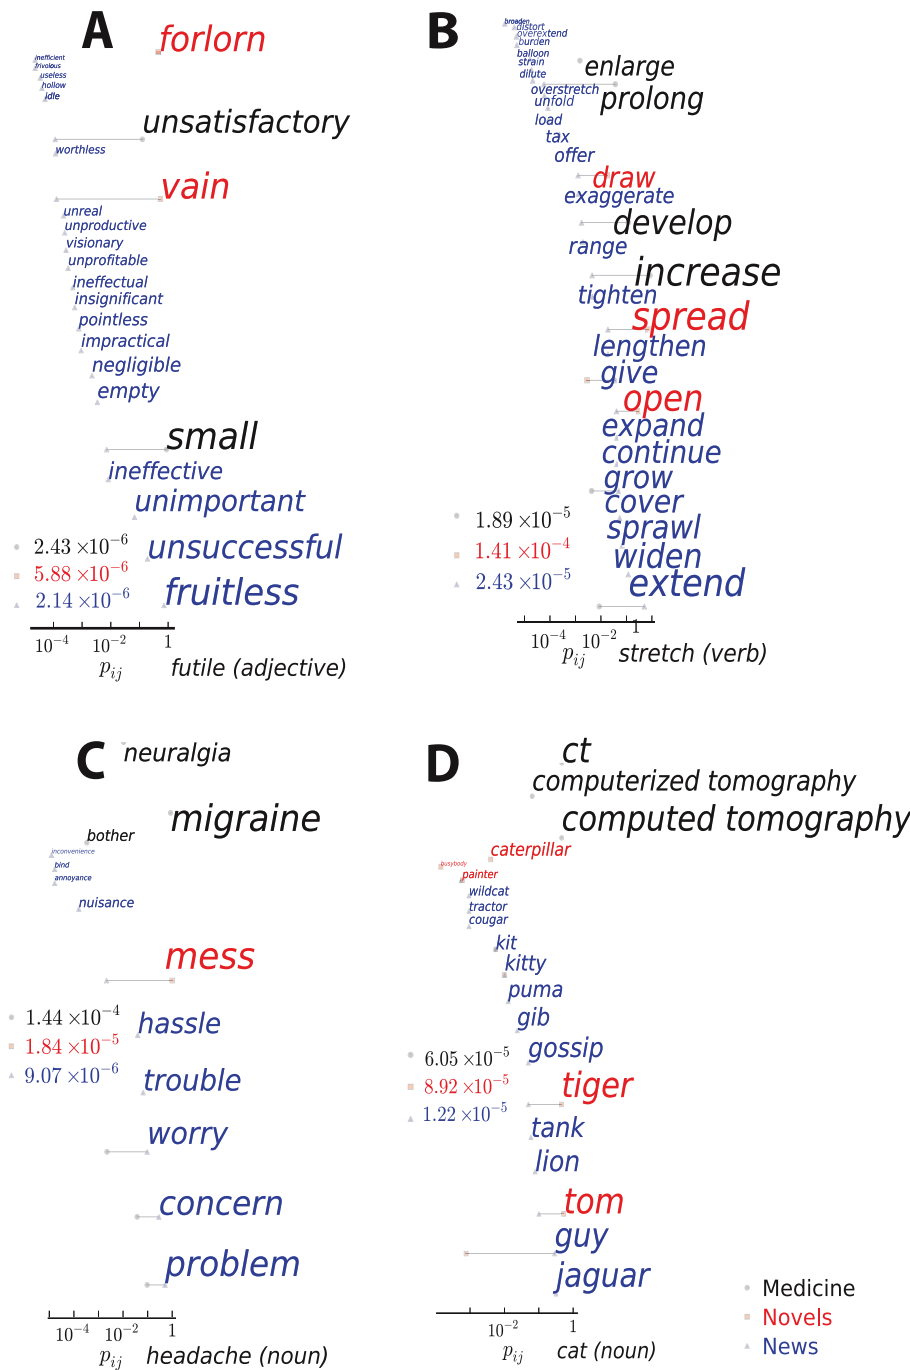 A
forlorn
inefficient
frivolous
useless
hollow
idle
unsatisfactory
worthless
vain
unreal
unproductive
visionary
unprofitable
ineffectual
insignificant
pointless
impractical
negligible
empty
small
ineffective
unimportant
unsuccessful
fruitless
2.43 ×10⁻⁶
5.88 ×10⁻⁶
2.14 ×10⁻⁶
10⁻⁴ 10⁻² 1
pᵢⱼ futile (adjective)
B
broaden
distort
overextend
burden
balloon
strain
dilute
enlarge
overstretch
prolong
unfold
load
tax
offer
draw
exaggerate
develop
range
increase
tighten
spread
lengthen
give
open
expand
continue
grow
cover
sprawl
widen
extend
1.89 ×10⁻⁵
1.41 ×10⁻⁴
2.43 ×10⁻⁵
10⁻⁴ 10⁻² 1
pᵢⱼ stretch (verb)
C
neuralgia
migraine
bother
inconvenience
bind
annoyance
nuisance
mess
hassle
trouble
worry
concern
problem
1.44 ×10⁻⁴
1.84 ×10⁻⁵
9.07 ×10⁻⁶
10⁻⁴ 10⁻² 1
pᵢⱼ headache (noun)
D
ct
computerized tomography
computed tomography
caterpillar
busybody
painter
wildcat
tractor
cougar
kit
kitty
puma
gib
gossip
tiger
tank
lion
tom
guy
jaguar
6.05 ×10⁻⁵
8.92 ×10⁻⁵
1.22 ×10⁻⁵
10⁻² 1
pᵢⱼ cat (noun)
Medicine
Novels
News